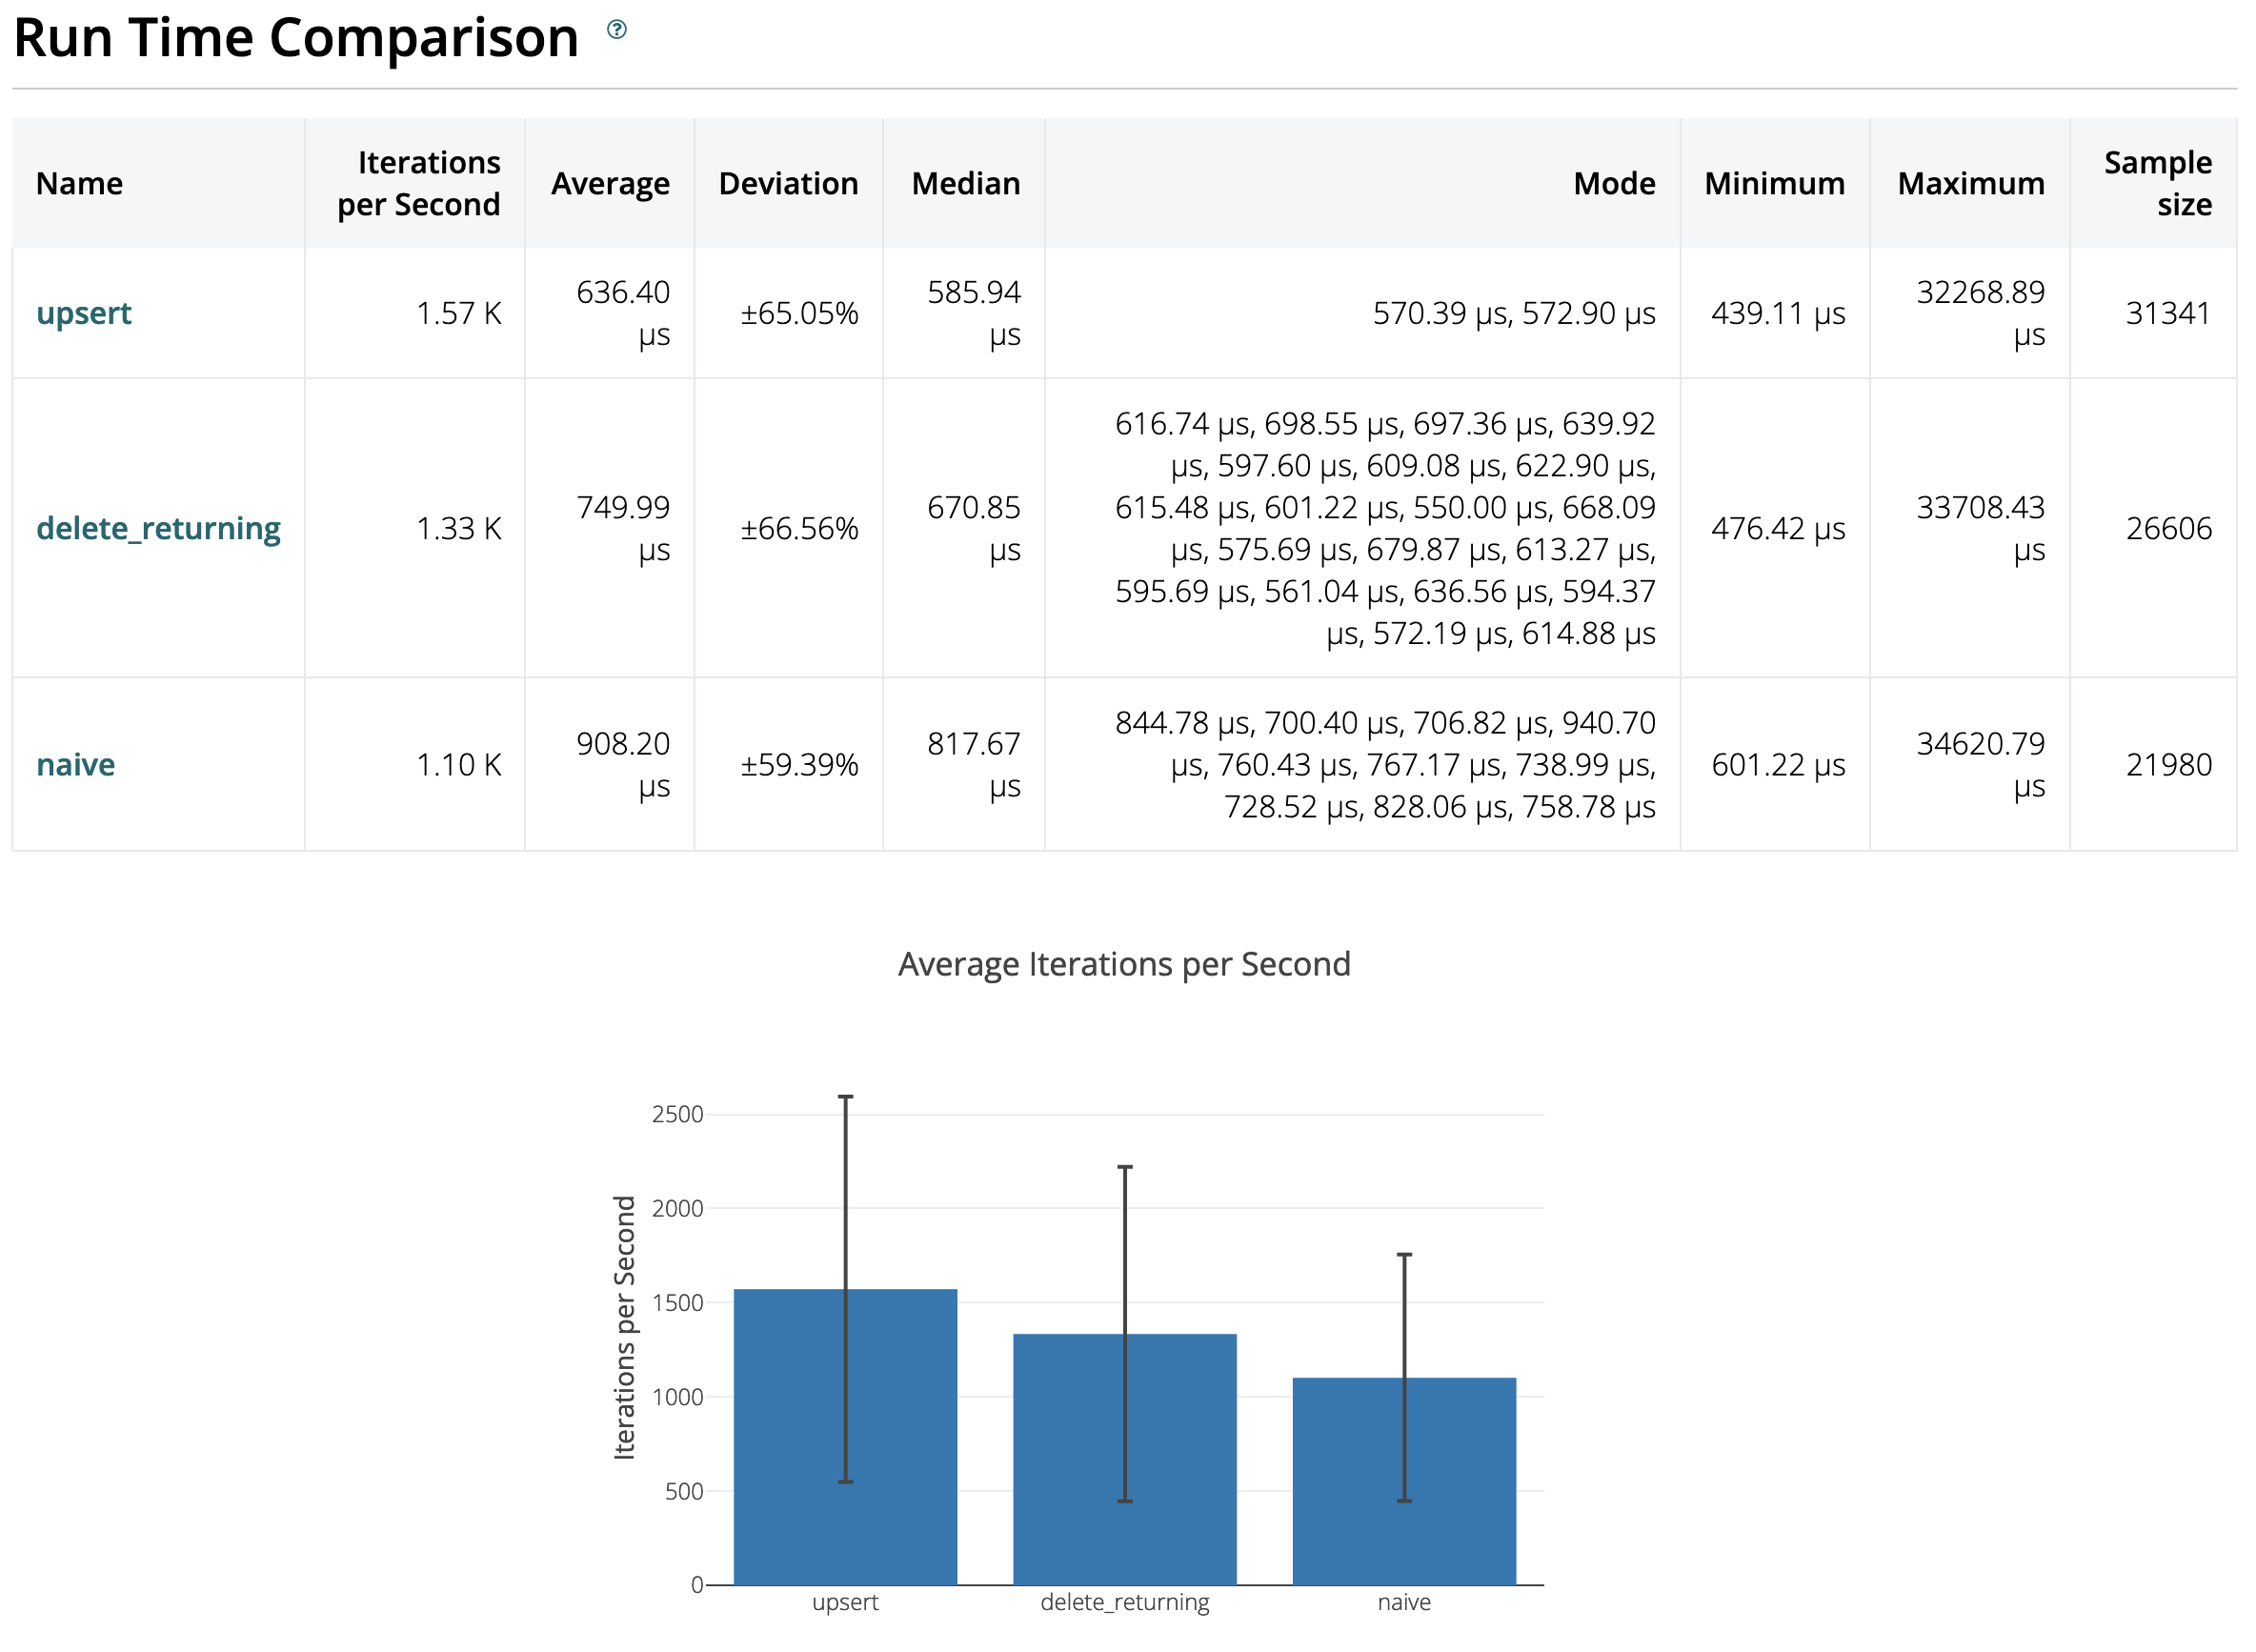 Run Time Comparison ?
Name
Iterations
per Second
Average
Deviation
Median
Mode
Minimum
Maximum
Sample
size
upsert
1.57 K
636.40
µs
±65.05%
585.94
µs
570.39 µs, 572.90 µs
439.11 µs
32268.89
µs
31341
delete_returning
1.33 K
749.99
µs
±66.56%
670.85
µs
616.74 µs, 698.55 µs, 697.36 µs, 639.92
µs, 597.60 µs, 609.08 µs, 622.90 µs,
615.48 µs, 601.22 µs, 550.00 µs, 668.09
µs, 575.69 µs, 679.87 µs, 613.27 µs,
595.69 µs, 561.04 µs, 636.56 µs, 594.37
µs, 572.19 µs, 614.88 µs
476.42 µs
33708.43
µs
26606
naive
1.10 K
908.20
µs
±59.39%
817.67
µs
844.78 µs, 700.40 µs, 706.82 µs, 940.70
µs, 760.43 µs, 767.17 µs, 738.99 µs,
728.52 µs, 828.06 µs, 758.78 µs
601.22 µs
34620.79
µs
21980
Average Iterations per Second
Iterations per Second
2500
2000
1500
1000
500
0
upsert
delete_returning
naive